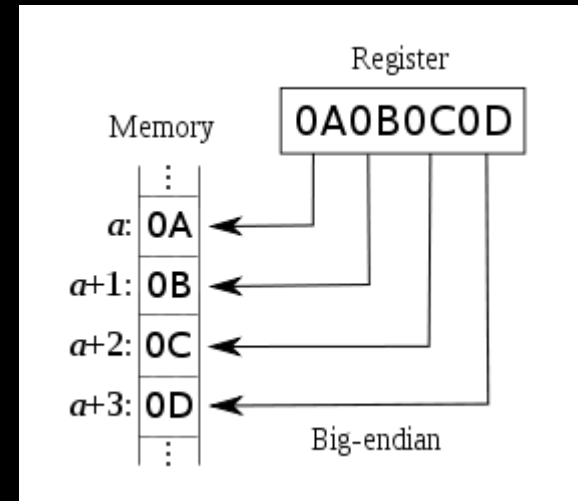 Register
0A0B0C0D
Memory
⋮
a: 0A
a+1: 0B
a+2: 0C
a+3: 0D
⋮
Big-endian